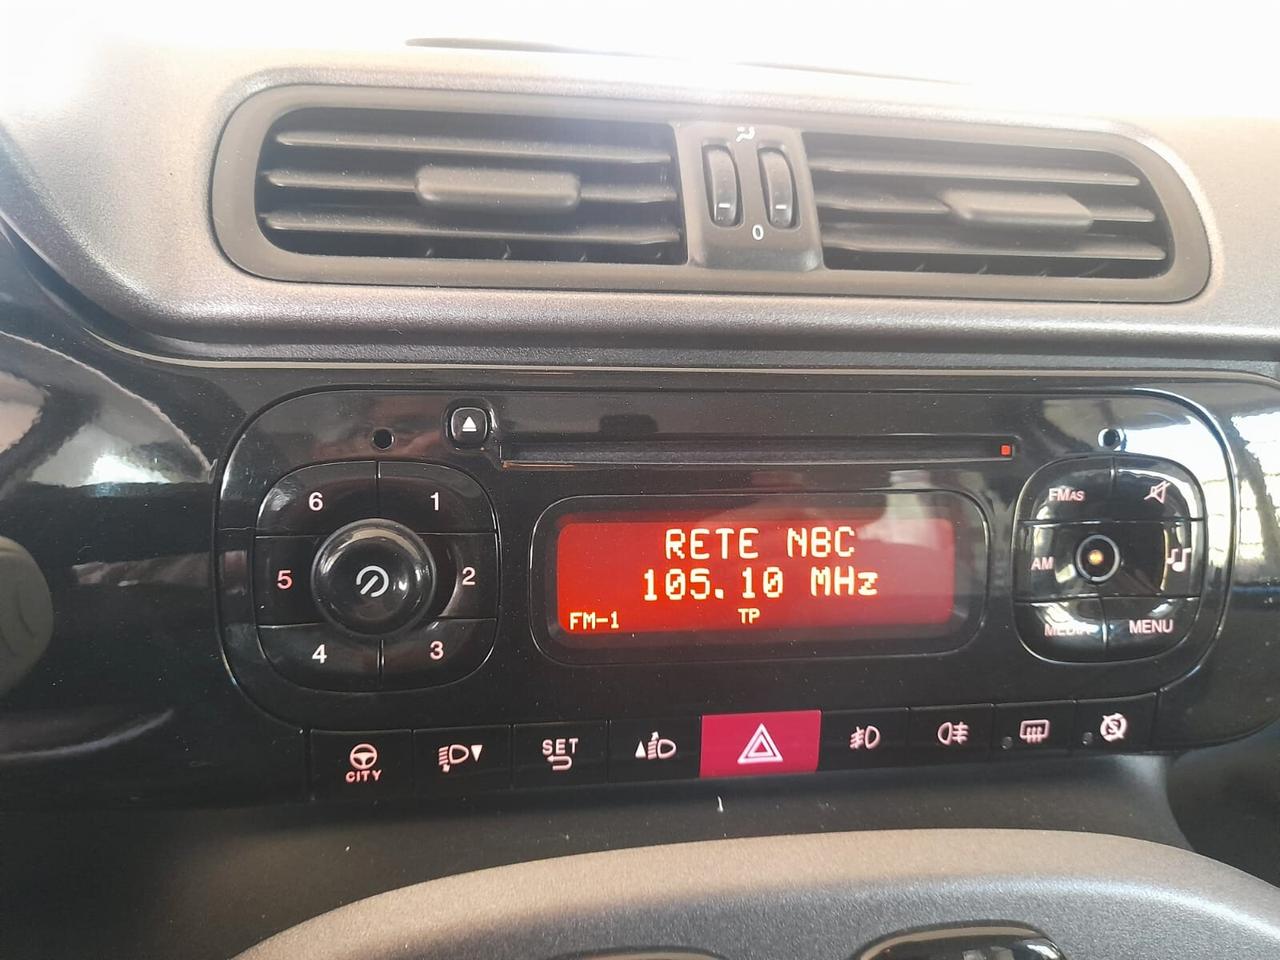 0
6
1
5
2
4
3
RETE NBC
105.10 MHz
FM-1
TP
FMAS
AM
MEDIA
MENU
CITY
SET